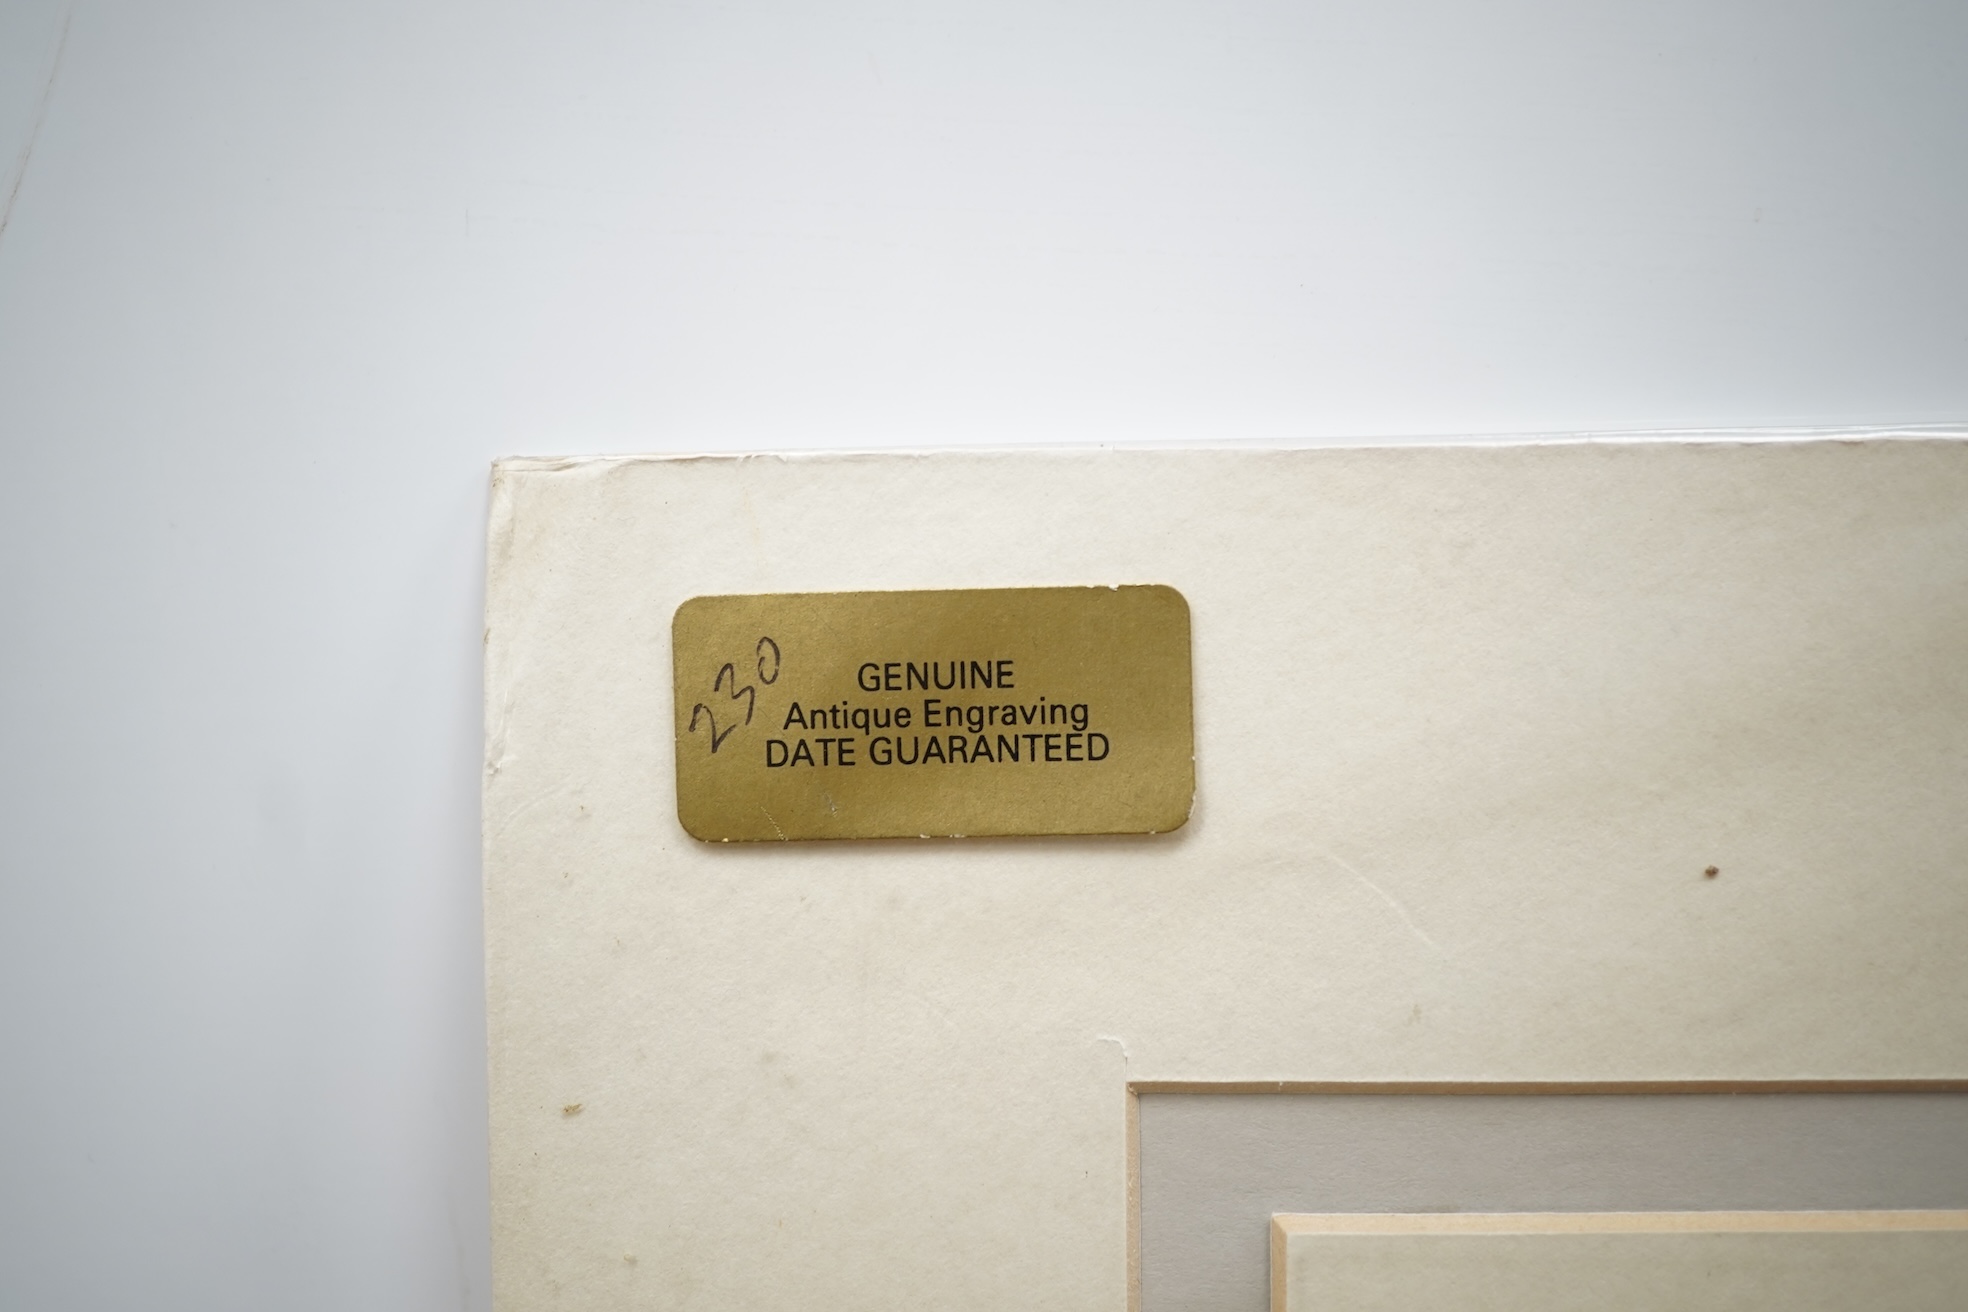 230
GENUINE
Antique Engraving
DATE GUARANTEED